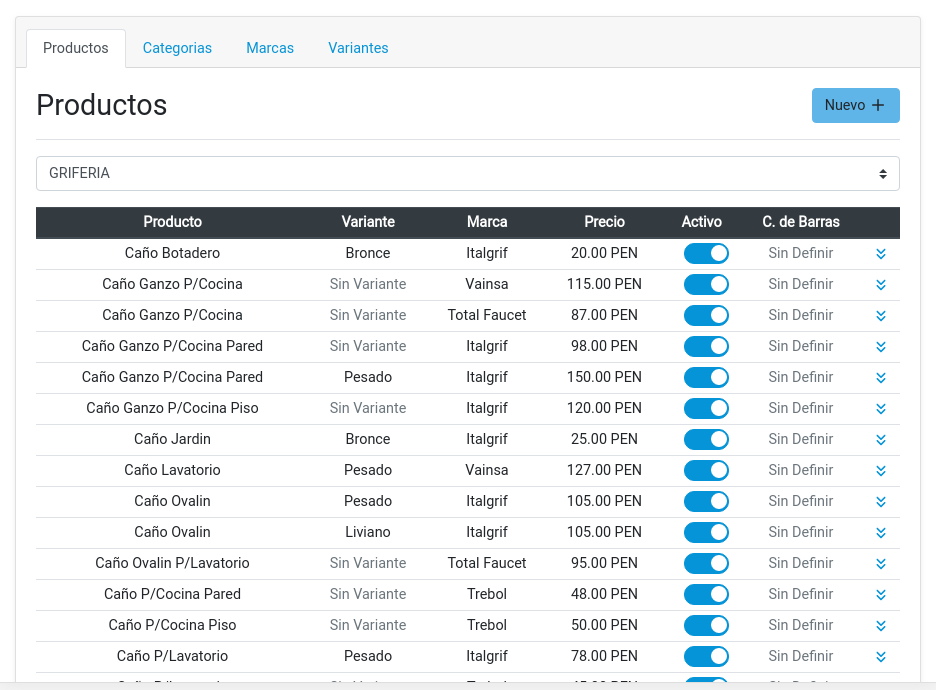 Productos Categorias Marcas Variantes
Productos
Nuevo +
GRIFERIA
Producto Variante Marca Precio Activo C. de Barras
Caño Botadero Bronce Italgrif 20.00 PEN Sin Definir
Caño Ganzo P/Cocina Sin Variante Vainsa 115.00 PEN Sin Definir
Caño Ganzo P/Cocina Sin Variante Total Faucet 87.00 PEN Sin Definir
Caño Ganzo P/Cocina Pared Sin Variante Italgrif 98.00 PEN Sin Definir
Caño Ganzo P/Cocina Pared Pesado Italgrif 150.00 PEN Sin Definir
Caño Ganzo P/Cocina Piso Sin Variante Italgrif 120.00 PEN Sin Definir
Caño Jardin Bronce Italgrif 25.00 PEN Sin Definir
Caño Lavatorio Pesado Vainsa 127.00 PEN Sin Definir
Caño Ovalin Pesado Italgrif 105.00 PEN Sin Definir
Caño Ovalin Liviano Italgrif 105.00 PEN Sin Definir
Caño Ovalin P/Lavatorio Sin Variante Total Faucet 95.00 PEN Sin Definir
Caño P/Cocina Pared Sin Variante Trebol 48.00 PEN Sin Definir
Caño P/Cocina Piso Sin Variante Trebol 50.00 PEN Sin Definir
Caño P/Lavatorio Pesado Italgrif 78.00 PEN Sin Definir